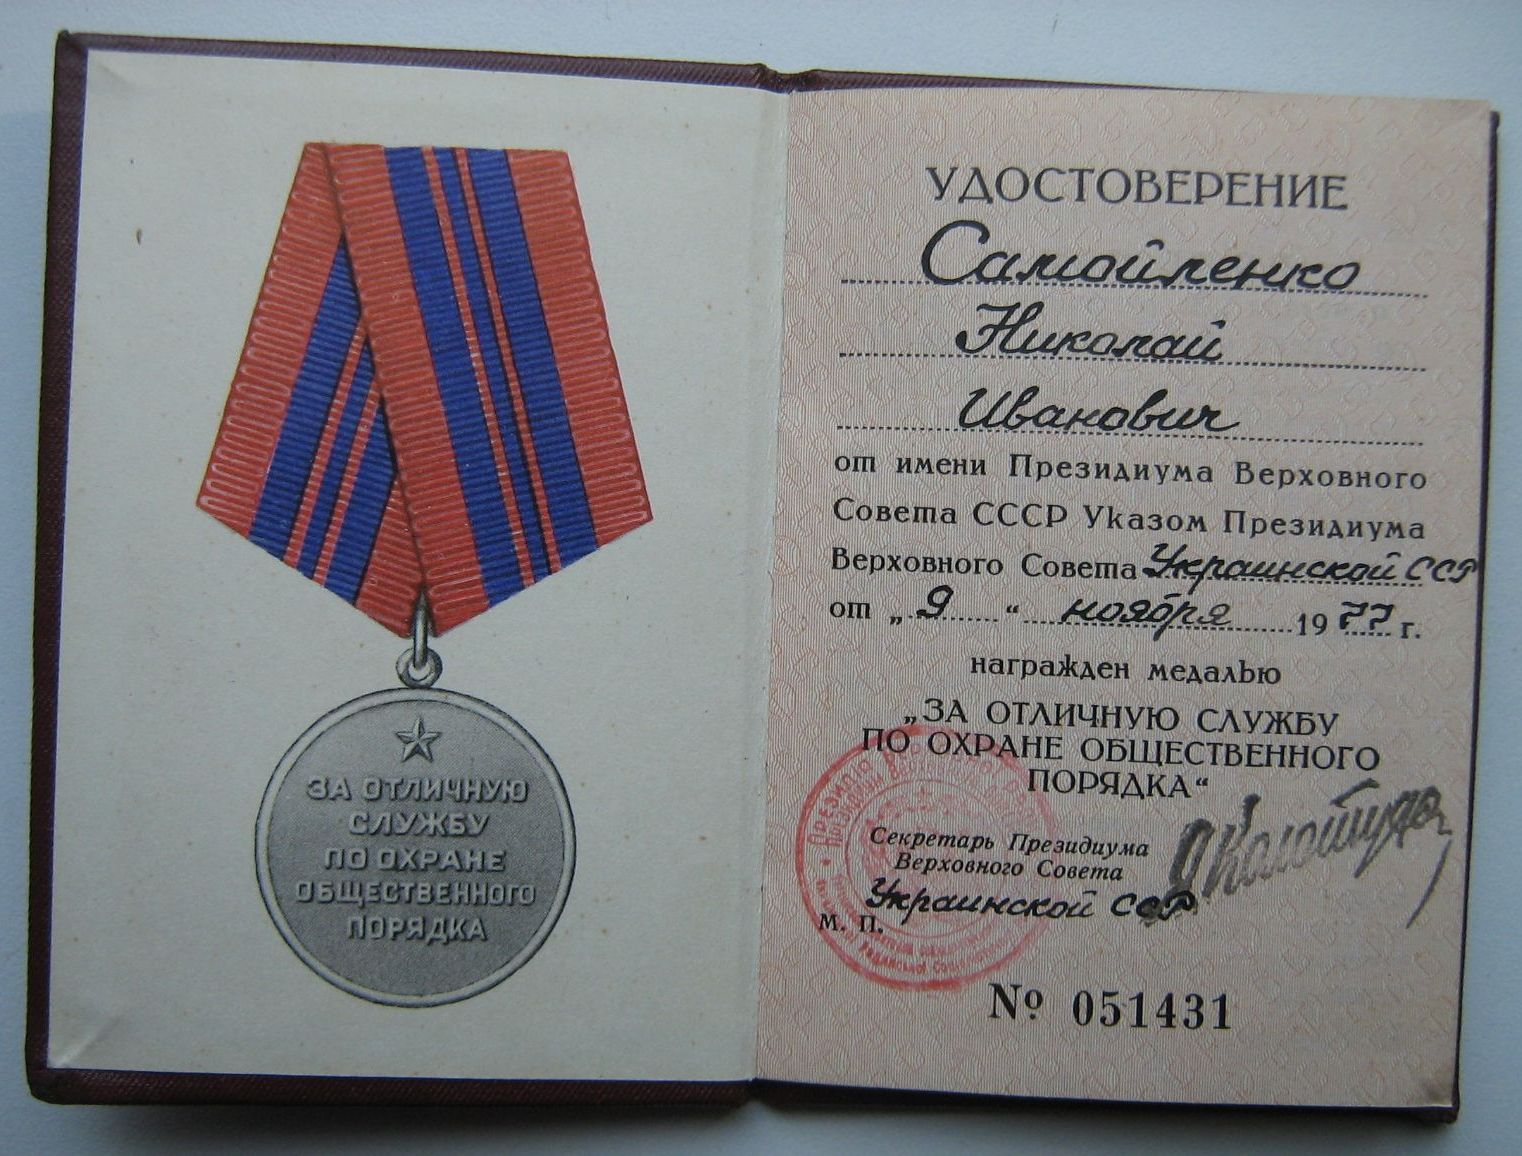 ЗА ОТЛИЧНУЮ
СЛУЖБУ
ПО ОХРАНЕ
ОБЩЕСТВЕННОГО
ПОРЯДКА
УДОСТОВЕРЕНИЕ
Самойленко
Николай
Иванович
от имени Президиума Верховного
Совета СССР Указом Президиума
Верховного Совета Украинской ССР
от „9“ ноября 1977 г.
награжден медалью
„ЗА ОТЛИЧНУЮ СЛУЖБУ
ПО ОХРАНЕ ОБЩЕСТВЕННОГО
ПОРЯДКА“
Секретарь Президиума
Верховного Совета
Украинской ССР
М. П.
№ 051431